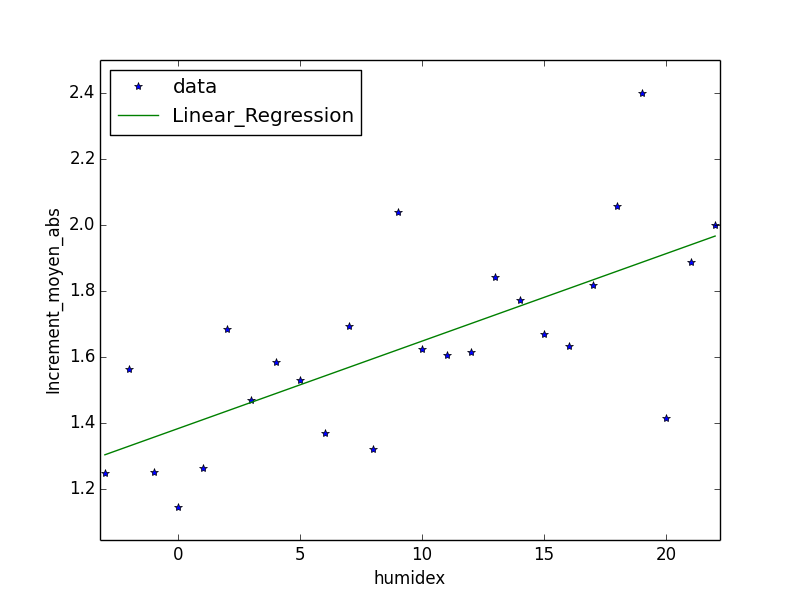 data
Linear_Regression
2.4
2.2
2.0
1.8
1.6
1.4
1.2
Increment_moyen_abs
0 5 10 15 20
humidex